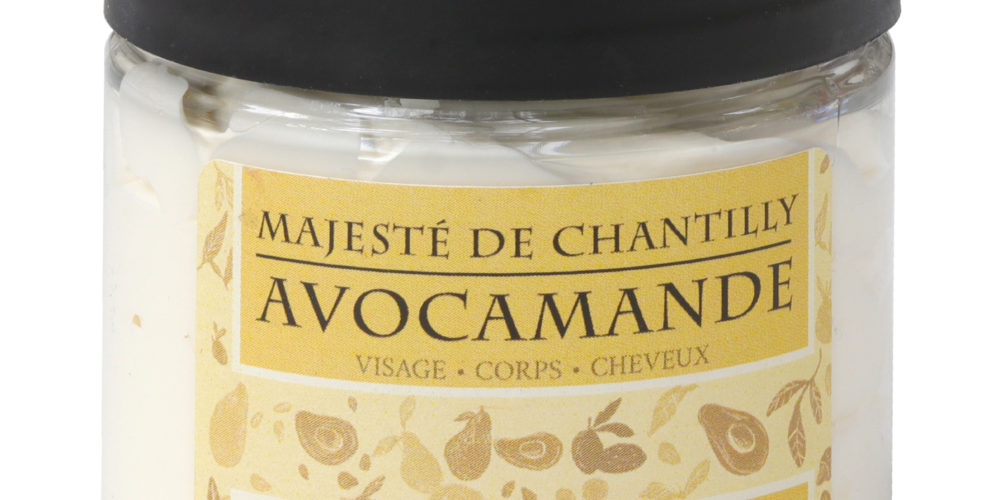 MAJESTÉ DE CHANTILLY
AVOCAMANDE
VISAGE • CORPS • CHEVEUX